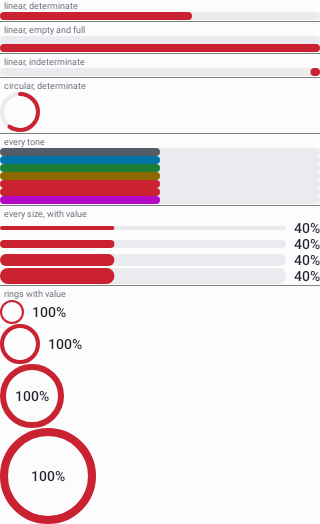 linear, determinate
linear, empty and full
linear, indeterminate
circular, determinate
every tone
every size, with value
40%
40%
40%
40%
rings with value
100%
100%
100%
100%